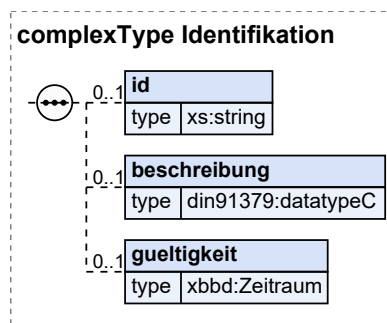 complexType Identifikation
0..1 id
type xs:string
0..1 beschreibung
type din91379:datatypeC
0..1 gueltigkeit
type xbbd:Zeitraum